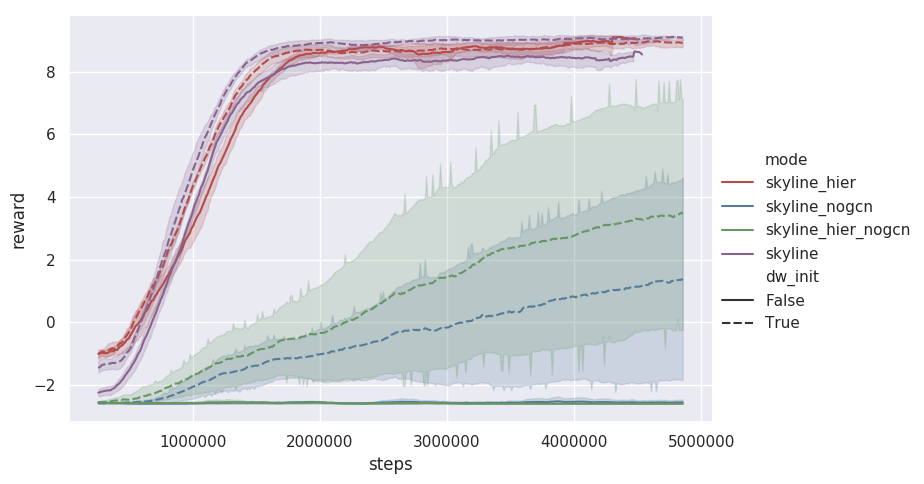 8
6
4
2
0
−2
reward
1000000
2000000
3000000
4000000
5000000
steps
mode
skyline_hier
skyline_nogcn
skyline_hier_nogcn
skyline
dw_init
False
True